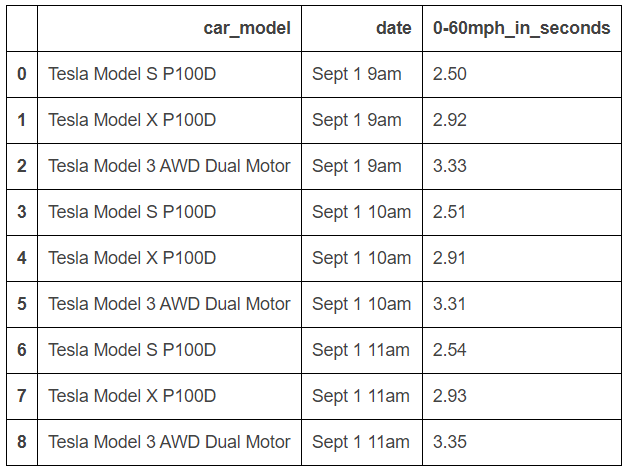 car_model date 0-60mph_in_seconds
0 Tesla Model S P100D Sept 1 9am 2.50
1 Tesla Model X P100D Sept 1 9am 2.92
2 Tesla Model 3 AWD Dual Motor Sept 1 9am 3.33
3 Tesla Model S P100D Sept 1 10am 2.51
4 Tesla Model X P100D Sept 1 10am 2.91
5 Tesla Model 3 AWD Dual Motor Sept 1 10am 3.31
6 Tesla Model S P100D Sept 1 11am 2.54
7 Tesla Model X P100D Sept 1 11am 2.93
8 Tesla Model 3 AWD Dual Motor Sept 1 11am 3.35